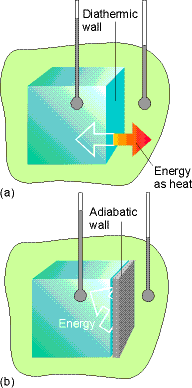 Diathermic
wall
Energy
as heat
(a)
Adiabatic
wall
Energy
(b)